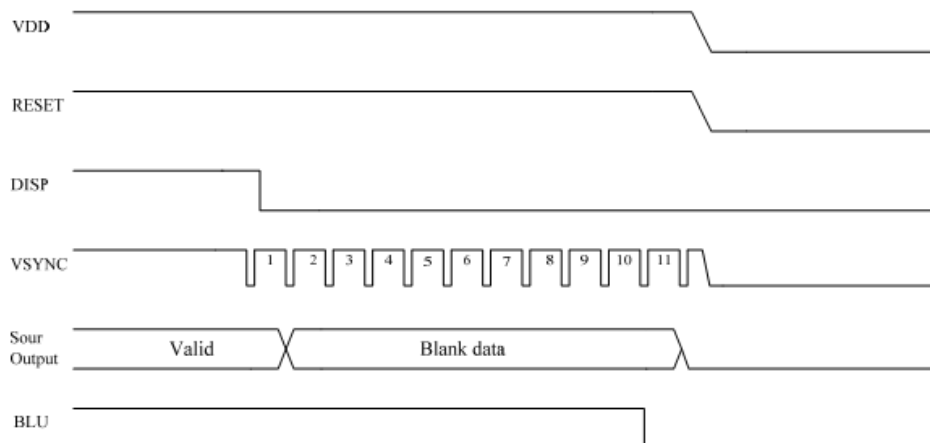 VDD
RESET
DISP
VSYNC 1 2 3 4 5 6 7 8 9 10 11
Sour
Output
Valid Blank data
BLU